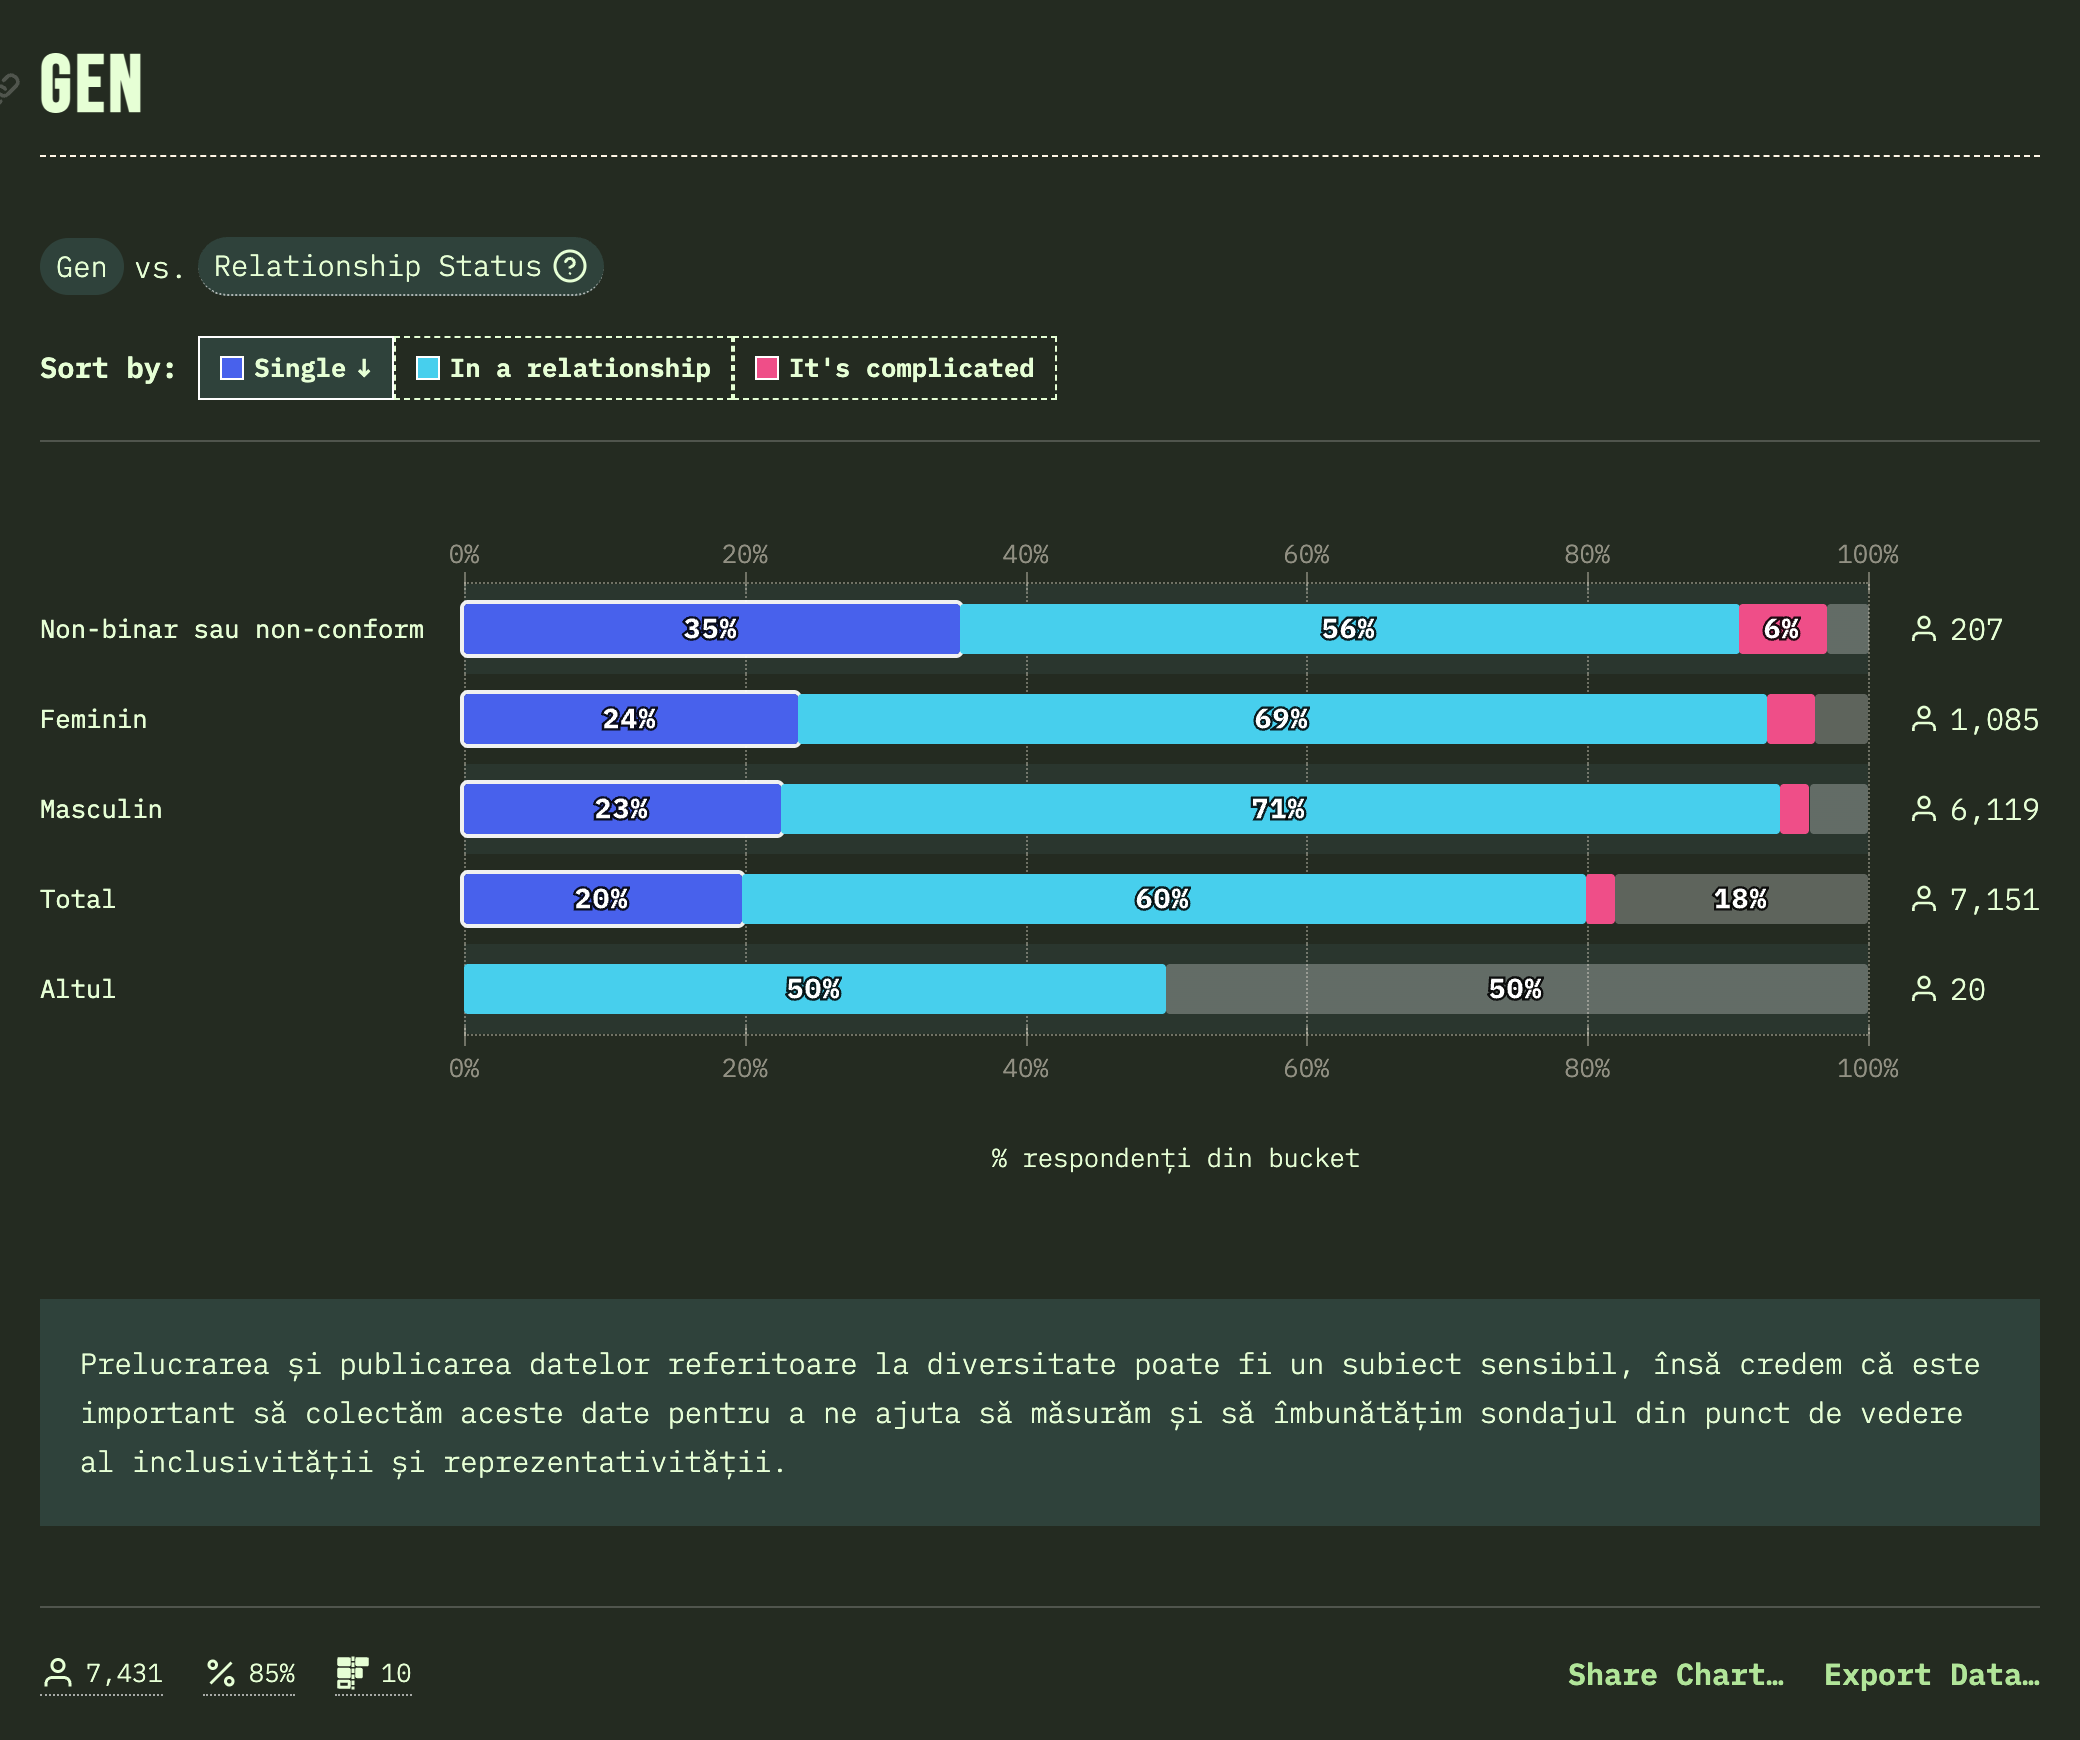 GEN
Gen vs. Relationship Status
Sort by: Single ↓ In a relationship It's complicated
0% 20% 40% 60% 80% 100%
Non-binar sau non-conform 35% 56% 6% 207
Feminin 24% 69% 1,085
Masculin 23% 71% 6,119
Total 20% 60% 18% 7,151
Altul 50% 50% 20
0% 20% 40% 60% 80% 100%
% respondenți din bucket
Prelucrarea și publicarea datelor referitoare la diversitate poate fi un subiect sensibil, însă credem că este
important să colectăm aceste date pentru a ne ajuta să măsurăm și să îmbunătățim sondajul din punct de vedere
al inclusivității și reprezentativității.
7,431 85% 10 Share Chart… Export Data…